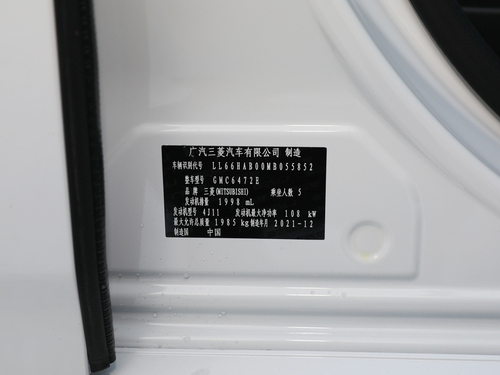 广汽三菱汽车有限公司 制造
车辆识别代号 LL66HAB00MB055852
型号 GMC6472E
品牌 三菱(MITSUBISHI) 乘坐人数 5
发动机排量 1998 mL
发动机型号 4J11 发动机最大净功率 108 kW
最大允许总质量 1985 kg 制造年月 2021-12
制造国 中国